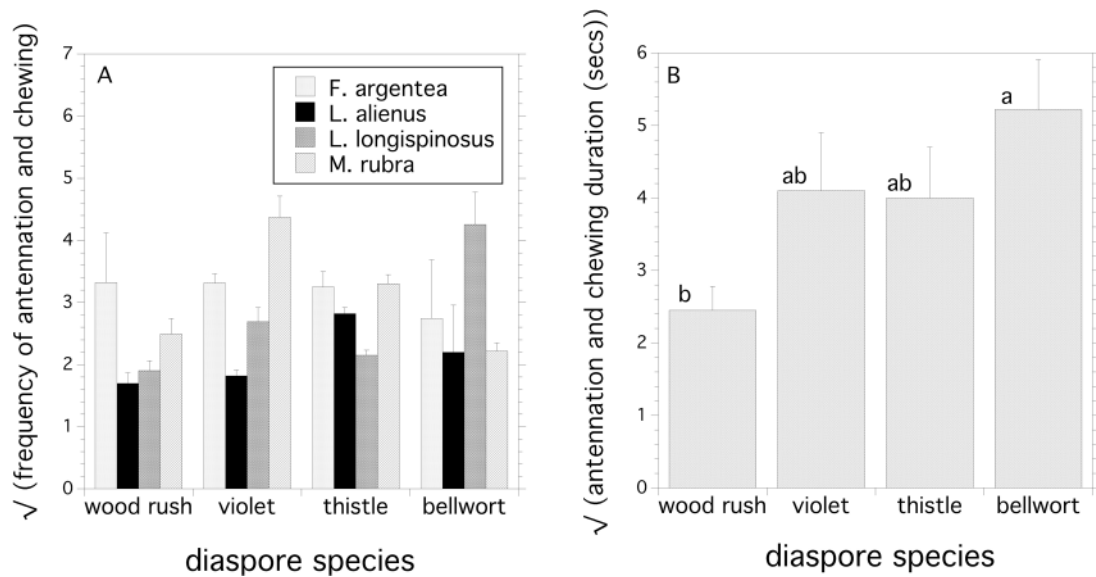 √ (frequency of antennation and chewing)
7
6
5
4
3
2
1
0
A
F. argentea
L. alienus
L. longispinosus
M. rubra
wood rush
violet
thistle
bellwort
diaspore species
√ (antennation and chewing duration (secs))
6
5
4
3
2
1
0
B
b
ab
ab
a
wood rush
violet
thistle
bellwort
diaspore species